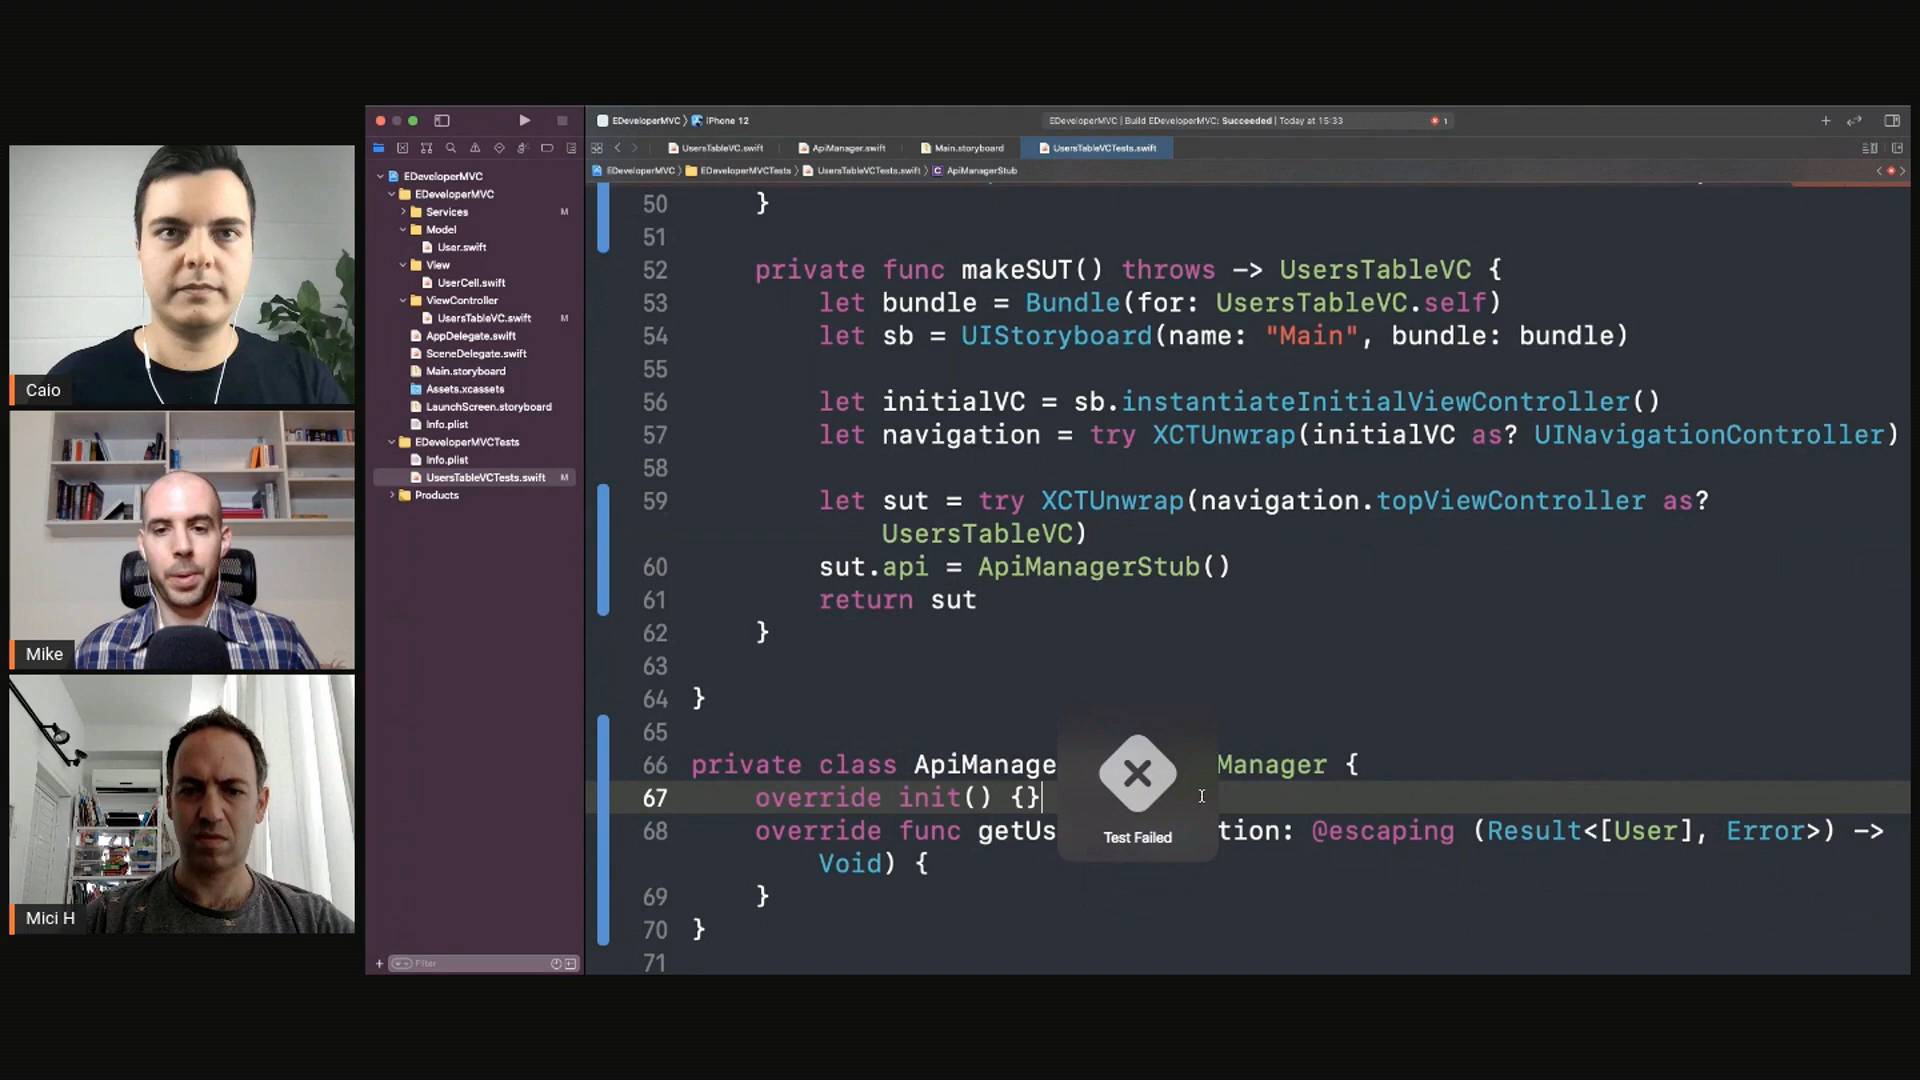 EDeveloperMVC
iPhone 12
EDeveloperMVC | Build EDeveloperMVC: Succeeded | Today at 15:33
1
UsersTableVC.swift
ApiManager.swift
Main.storyboard
UsersTableVCTests.swift
EDeveloperMVC
EDeveloperMVCTests
UsersTableVCTests.swift
C ApiManagerStub
EDeveloperMVC
EDeveloperMVC
Services M
Model
User.swift
View
UserCell.swift
ViewController
UsersTableVC.swift M
AppDelegate.swift
SceneDelegate.swift
Main.storyboard
Assets.xcassets
LaunchScreen.storyboard
Info.plist
EDeveloperMVCTests
Info.plist
UsersTableVCTests.swift M
Products
Filter
50 }
51
52 private func makeSUT() throws -> UsersTableVC {
53 let bundle = Bundle(for: UsersTableVC.self)
54 let sb = UIStoryboard(name: "Main", bundle: bundle)
55
56 let initialVC = sb.instantiateInitialViewController()
57 let navigation = try XCTUnwrap(initialVC as? UINavigationController)
58
59 let sut = try XCTUnwrap(navigation.topViewController as?
UsersTableVC)
60 sut.api = ApiManagerStub()
61 return sut
62 }
63
64 }
65
66 private class ApiManage Manager {
67 override init() {}
68 override func getUs tion: @escaping (Result<[User], Error>) ->
Void) {
69 }
70 }
71
Test Failed
Caio
Mike
Mici H